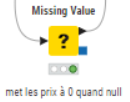 Missing Value
?
met les prix à 0 quand null